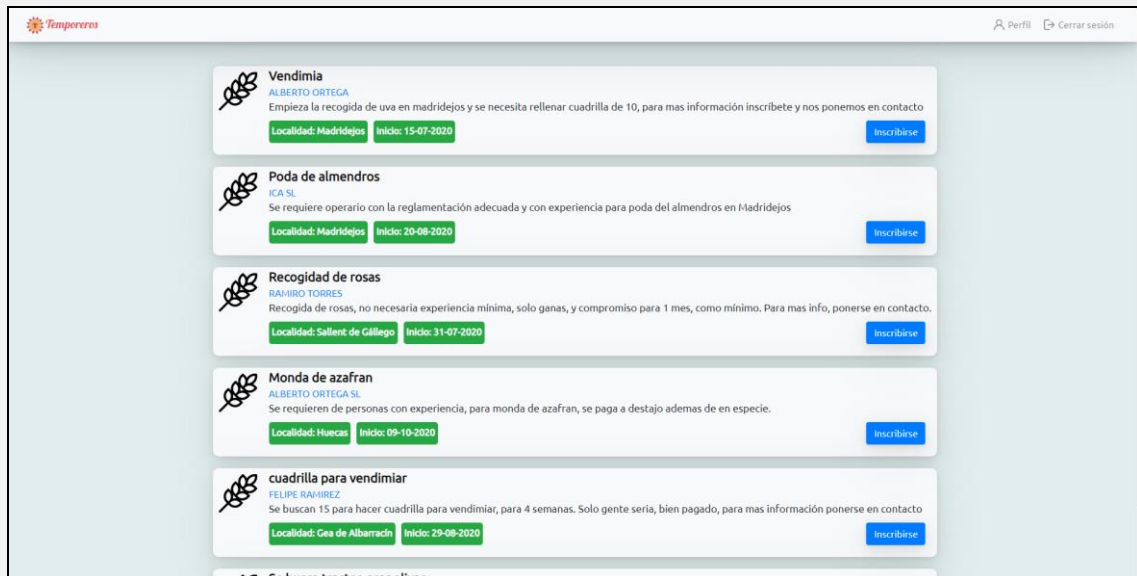 Temporeros
Perfil Cerrar sesión
Vendimia
ALBERTO ORTEGA
Empieza la recogida de uva en madridejos y se necesita rellenar cuadrilla de 10, para mas información inscríbete y nos ponemos en contacto
Localidad: Madridejos Inicio: 15-07-2020 Inscribirse
Poda de almendros
ICA SL
Se requiere operario con la reglamentación adecuada y con experiencia para poda del almendros en Madridejos
Localidad: Madridejos Inicio: 20-08-2020 Inscribirse
Recogidad de rosas
RAMIRO TORRES
Recogida de rosas, no necesaria experiencia mínima, solo ganas, y compromiso para 1 mes, como mínimo. Para mas info, ponerse en contacto.
Localidad: Sallent de Gállego Inicio: 31-07-2020 Inscribirse
Monda de azafran
ALBERTO ORTEGA SL
Se requieren de personas con experiencia, para monda de azafran, se paga a destajo ademas de en especie.
Localidad: Huecas Inicio: 09-10-2020 Inscribirse
cuadrilla para vendimiar
FELIPE RAMIREZ
Se buscan 15 para hacer cuadrilla para vendimiar, para 4 semanas. Solo gente seria, bien pagado, para mas información ponerse en contacto
Localidad: Gea de Albarracín Inicio: 29-08-2020 Inscribirse